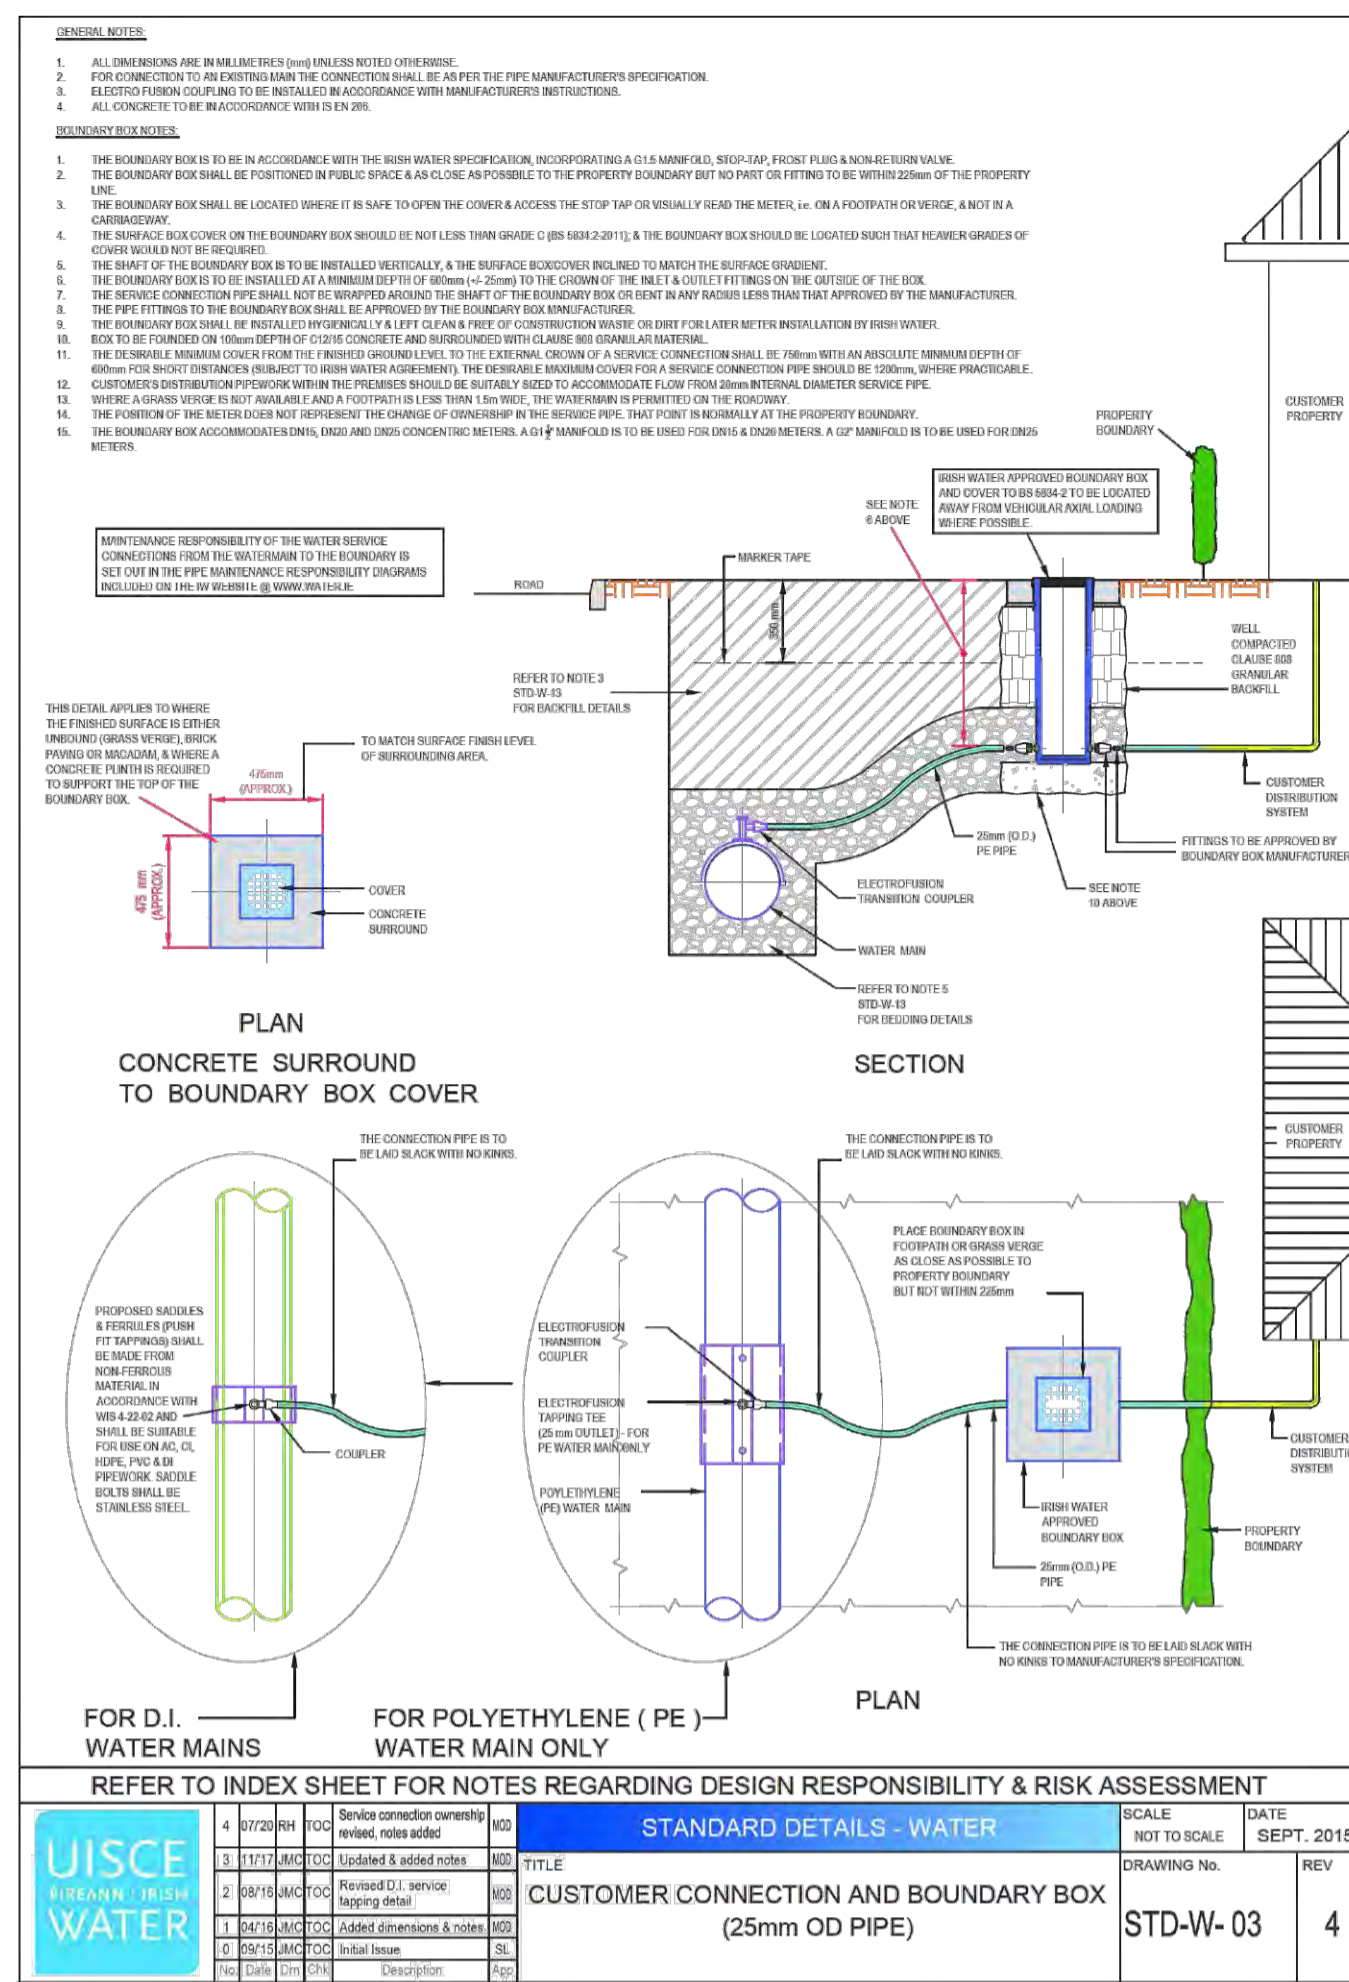 GENERAL NOTES:
1. ALL DIMENSIONS ARE IN MILLIMETRES (mm) UNLESS NOTED OTHERWISE.
2. FOR CONNECTION TO AN EXISTING MAIN THE CONNECTION SHALL BE AS PER THE PIPE MANUFACTURER'S SPECIFICATION.
3. ELECTRO FUSION COUPLING TO BE INSTALLED IN ACCORDANCE WITH MANUFACTURER'S INSTRUCTIONS.
4. ALL CONCRETE TO BE IN ACCORDANCE WITH IS EN 206.
BOUNDARY BOX NOTES:
1. THE BOUNDARY BOX IS TO BE IN ACCORDANCE WITH THE IRISH WATER SPECIFICATION, INCORPORATING A G1.5 MANIFOLD, STOP-TAP, FROST PLUG & NON-RETURN VALVE.
2. THE BOUNDARY BOX SHALL BE POSITIONED IN PUBLIC SPACE & AS CLOSE AS POSSBILE TO THE PROPERTY BOUNDARY BUT NO PART OR FITTING TO BE WITHIN 225mm OF THE PROPERTY
LINE.
3. THE BOUNDARY BOX SHALL BE LOCATED WHERE IT IS SAFE TO OPEN THE COVER & ACCESS THE STOP TAP OR VISUALLY READ THE METER, i.e. ON A FOOTPATH OR VERGE, & NOT IN A
CARRIAGEWAY.
4. THE SURFACE BOX COVER ON THE BOUNDARY BOX SHOULD BE NOT LESS THAN GRADE C (BS 5834:2-2011); & THE BOUNDARY BOX SHOULD BE LOCATED SUCH THAT HEAVIER GRADES OF
COVER WOULD NOT BE REQUIRED.
5. THE SHAFT OF THE BOUNDARY BOX IS TO BE INSTALLED VERTICALLY, & THE SURFACE BOX/COVER INCLINED TO MATCH THE SURFACE GRADIENT.
6. THE BOUNDARY BOX IS TO BE INSTALLED AT A MINIMUM DEPTH OF 600mm (+/- 25mm) TO THE CROWN OF THE INLET & OUTLET FITTINGS ON THE OUTSIDE OF THE BOX.
7. THE SERVICE CONNECTION PIPE SHALL NOT BE WRAPPED AROUND THE SHAFT OF THE BOUNDARY BOX OR BENT IN ANY RADIUS LESS THAN THAT APPROVED BY THE MANUFACTURER.
8. THE PIPE FITTINGS TO THE BOUNDARY BOX SHALL BE APPROVED BY THE BOUNDARY BOX MANUFACTURER.
9. THE BOUNDARY BOX SHALL BE INSTALLED HYGIENICALLY & LEFT CLEAN & FREE OF CONSTRUCTION WASTE OR DIRT FOR LATER METER INSTALLATION BY IRISH WATER.
10. BOX TO BE FOUNDED ON 100mm DEPTH OF C12/15 CONCRETE AND SURROUNDED WITH CLAUSE 808 GRANULAR MATERIAL.
11. THE DESIRABLE MINIMUM COVER FROM THE FINISHED GROUND LEVEL TO THE EXTERNAL CROWN OF A SERVICE CONNECTION SHALL BE 750mm WITH AN ABSOLUTE MINIMUM DEPTH OF
600mm FOR SHORT DISTANCES (SUBJECT TO IRISH WATER AGREEMENT). THE DESIRABLE MAXIMUM COVER FOR A SERVICE CONNECTION PIPE SHOULD BE 1200mm, WHERE PRACTICABLE.
12. CUSTOMER'S DISTRIBUTION PIPEWORK WITHIN THE PREMISES SHOULD BE SUITABLY SIZED TO ACCOMMODATE FLOW FROM 20mm INTERNAL DIAMETER SERVICE PIPE.
13. WHERE A GRASS VERGE IS NOT AVAILABLE AND A FOOTPATH IS LESS THAN 1.5m WIDE, THE WATERMAIN IS PERMITTED ON THE ROADWAY.
14. THE POSITION OF THE METER DOES NOT REPRESENT THE CHANGE OF OWNERSHIP IN THE SERVICE PIPE. THAT POINT IS NORMALLY AT THE PROPERTY BOUNDARY.
15. THE BOUNDARY BOX ACCOMMODATES DN15, DN20 AND DN25 CONCENTRIC METERS. A G1½" MANIFOLD IS TO BE USED FOR DN15 & DN20 METERS. A G2" MANIFOLD IS TO BE USED FOR DN25
METERS.
CUSTOMER
PROPERTY
PROPERTY
BOUNDARY
IRISH WATER APPROVED BOUNDARY BOX
AND COVER TO BS 5834-2 TO BE LOCATED
AWAY FROM VEHICULAR AXIAL LOADING
WHERE POSSIBLE.
SEE NOTE
6 ABOVE
MAINTENANCE RESPONSIBILITY OF THE WATER SERVICE
CONNECTIONS FROM THE WATERMAIN TO THE BOUNDARY IS
SET OUT IN THE PIPE MAINTENANCE RESPONSIBILITY DIAGRAMS
INCLUDED ON THE IW WEBSITE @ WWW.WATER.IE
MARKER TAPE
ROAD
350 mm
WELL
COMPACTED
CLAUSE 808
GRANULAR
BACKFILL
REFER TO NOTE 3
STD-W-13
FOR BACKFILL DETAILS
THIS DETAIL APPLIES TO WHERE
THE FINISHED SURFACE IS EITHER
UNBOUND (GRASS VERGE), BRICK
PAVING OR MACADAM, & WHERE A
CONCRETE PLINTH IS REQUIRED
TO SUPPORT THE TOP OF THE
BOUNDARY BOX.
TO MATCH SURFACE FINISH LEVEL
OF SURROUNDING AREA.
475mm
(APPROX.)
475 mm
(APPROX.)
COVER
CONCRETE
SURROUND
CUSTOMER
DISTRIBUTION
SYSTEM
25mm (O.D.)
PE PIPE
FITTINGS TO BE APPROVED BY
BOUNDARY BOX MANUFACTURER
ELECTROFUSION
TRANSITION COUPLER
SEE NOTE
10 ABOVE
WATER MAIN
REFER TO NOTE 5
STD-W-13
FOR BEDDING DETAILS
PLAN
CONCRETE SURROUND
TO BOUNDARY BOX COVER
SECTION
THE CONNECTION PIPE IS TO
BE LAID SLACK WITH NO KINKS.
THE CONNECTION PIPE IS TO
BE LAID SLACK WITH NO KINKS.
CUSTOMER
PROPERTY
PLACE BOUNDARY BOX IN
FOOTPATH OR GRASS VERGE
AS CLOSE AS POSSIBLE TO
PROPERTY BOUNDARY
BUT NOT WITHIN 225mm
PROPOSED SADDLES
& FERRULES (PUSH
FIT TAPPINGS) SHALL
BE MADE FROM
NON-FERROUS
MATERIAL IN
ACCORDANCE WITH
WIS 4-22-02 AND
SHALL BE SUITABLE
FOR USE ON AC, CI,
HDPE, PVC & DI
PIPEWORK. SADDLE
BOLTS SHALL BE
STAINLESS STEEL.
COUPLER
ELECTROFUSION
TRANSITION
COUPLER
ELECTROFUSION
TAPPING TEE
(25 mm OUTLET) - FOR
PE WATER MAIN ONLY
POYLETHYLENE
(PE) WATER MAIN
CUSTOMER
DISTRIBUTI
SYSTEM
IRISH WATER
APPROVED
BOUNDARY BOX
PROPERTY
BOUNDARY
25mm (O.D.) PE
PIPE
THE CONNECTION PIPE IS TO BE LAID SLACK WITH
NO KINKS TO MANUFACTURER'S SPECIFICATION.
PLAN
FOR D.I.
WATER MAINS
FOR POLYETHYLENE ( PE )
WATER MAIN ONLY
REFER TO INDEX SHEET FOR NOTES REGARDING DESIGN RESPONSIBILITY & RISK ASSESSMENT
UISCE
ÉIREANN : IRISH
WATER
4 07/'20 RH TOC Service connection ownership revised, notes added MOD
3 11/'17 JMC TOC Updated & added notes MOD
2 08/'16 JMC TOC Revised D.I. service tapping detail MOD
1 04/'16 JMC TOC Added dimensions & notes MOD
0 09/'15 JMC TOC Initial Issue SL
No. Date Drn Chk Description App
STANDARD DETAILS - WATER
TITLE
CUSTOMER CONNECTION AND BOUNDARY BOX
(25mm OD PIPE)
SCALE
NOT TO SCALE
DATE
SEPT. 2015
DRAWING No.
STD-W- 03
REV
4